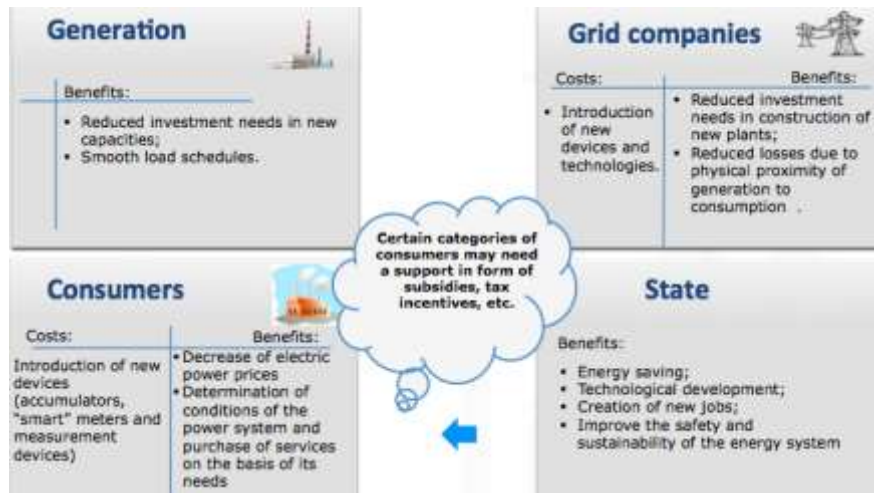 Generation
Benefits:
• Reduced investment needs in new
capacities;
• Smooth load schedules.
Grid companies
Costs:
• Introduction
of new
devices and
technologies.
Benefits:
• Reduced investment
needs in construction of
new plants;
• Reduced losses due to
physical proximity of
generation to
consumption .
Certain categories of
consumers may need
a support in form of
subsidies, tax
incentives, etc.
Consumers
Costs:
Introduction of new
devices
(accumulators,
"smart" meters and
measurement
devices)
Benefits:
• Decrease of electric
power prices
• Determination of
conditions of the
power system and
purchase of services
on the basis of its
needs
State
Benefits:
• Energy saving;
• Technological development;
• Creation of new jobs;
• Improve the safety and
sustainability of the energy system